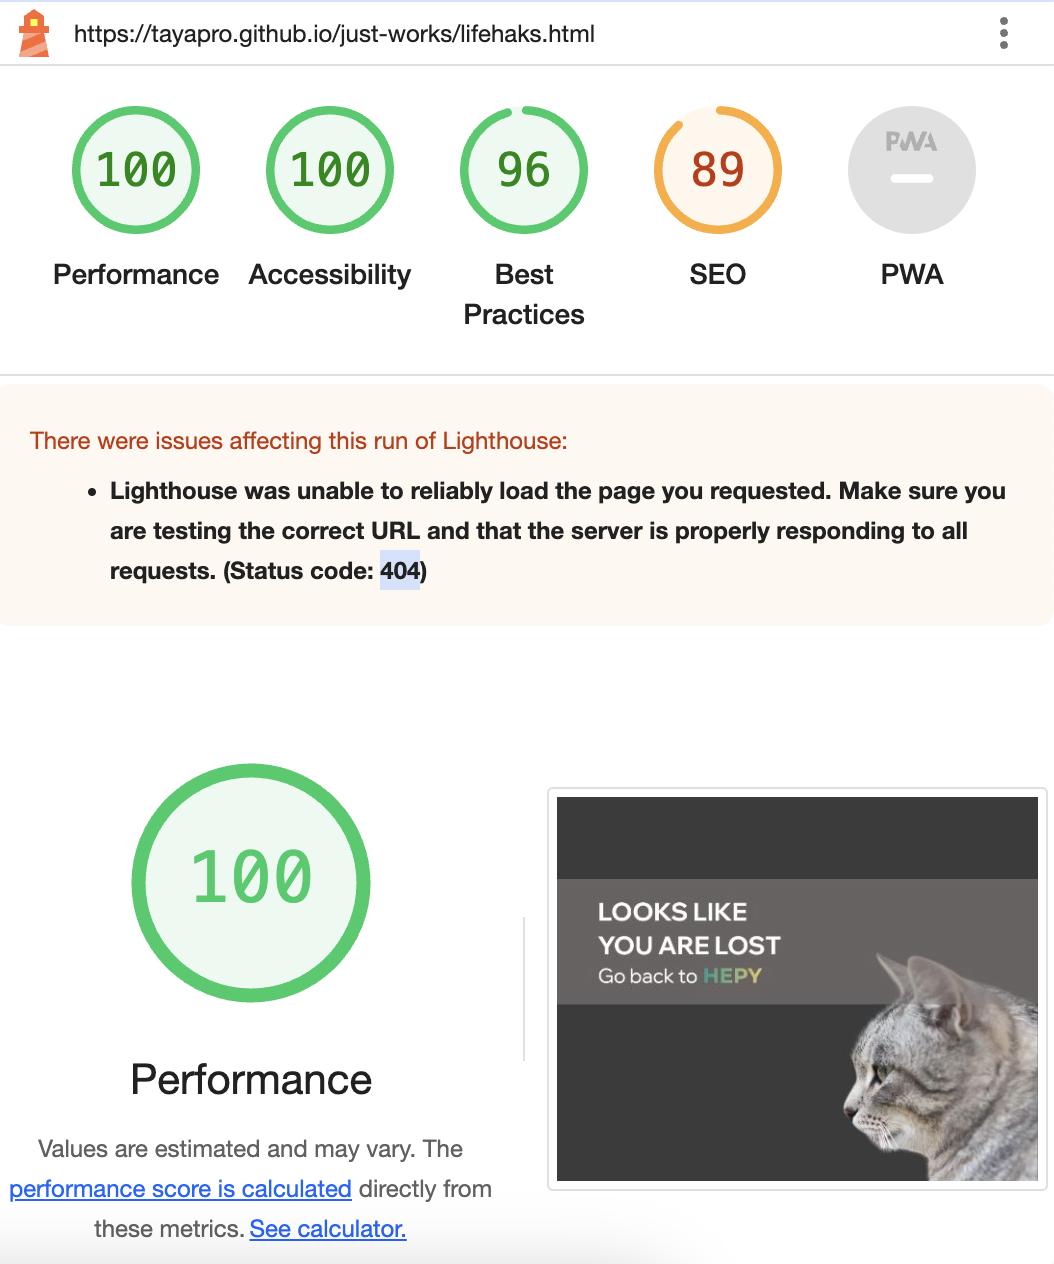 https://tayapro.github.io/just-works/lifehaks.html
100
100
96
89
PWA
Performance
Accessibility
Best
Practices
SEO
PWA
There were issues affecting this run of Lighthouse:
• Lighthouse was unable to reliably load the page you requested. Make sure you
are testing the correct URL and that the server is properly responding to all
requests. (Status code: 404)
100
Performance
Values are estimated and may vary. The
performance score is calculated directly from
these metrics. See calculator.
LOOKS LIKE
YOU ARE LOST
Go back to HEPY